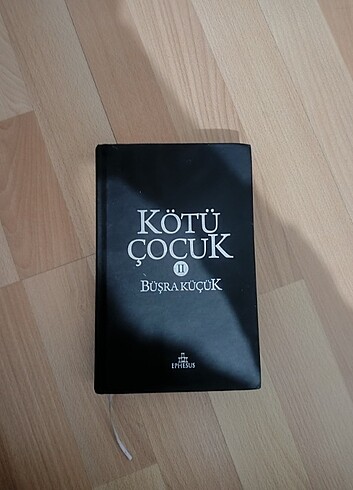 KÖTÜ
ÇOCUK
II
BÜŞRA KÜÇÜK
EPHESUS